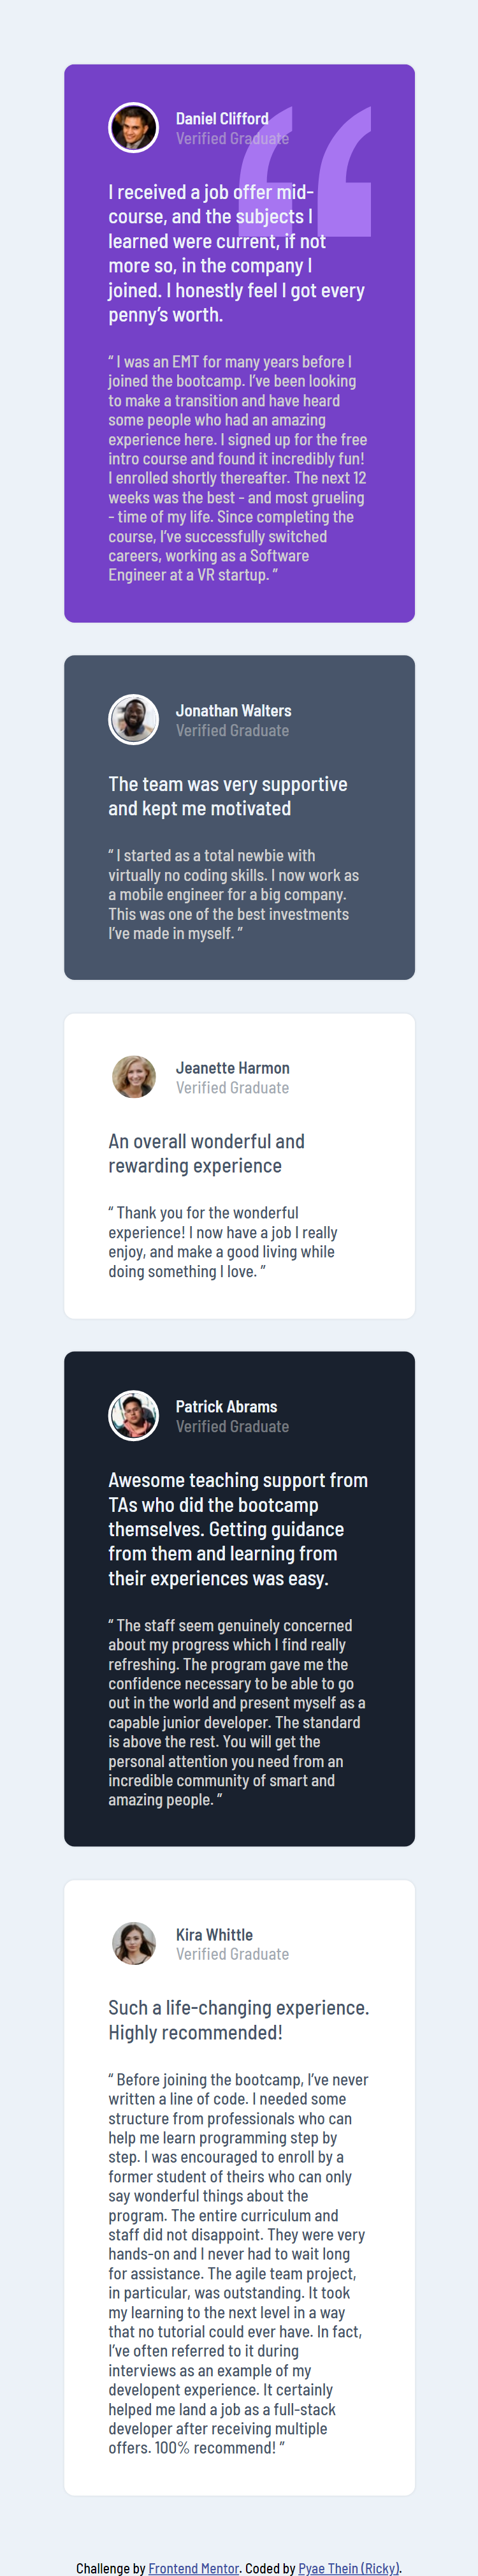 Daniel Clifford
Verified Graduate
I received a job offer mid-
course, and the subjects I
learned were current, if not
more so, in the company I
joined. I honestly feel I got every
penny’s worth.
“ I was an EMT for many years before I
joined the bootcamp. I’ve been looking
to make a transition and have heard
some people who had an amazing
experience here. I signed up for the free
intro course and found it incredibly fun!
I enrolled shortly thereafter. The next 12
weeks was the best - and most grueling
- time of my life. Since completing the
course, I’ve successfully switched
careers, working as a Software
Engineer at a VR startup. ”
Jonathan Walters
Verified Graduate
The team was very supportive
and kept me motivated
“ I started as a total newbie with
virtually no coding skills. I now work as
a mobile engineer for a big company.
This was one of the best investments
I’ve made in myself. ”
Jeanette Harmon
Verified Graduate
An overall wonderful and
rewarding experience
“ Thank you for the wonderful
experience! I now have a job I really
enjoy, and make a good living while
doing something I love. ”
Patrick Abrams
Verified Graduate
Awesome teaching support from
TAs who did the bootcamp
themselves. Getting guidance
from them and learning from
their experiences was easy.
“ The staff seem genuinely concerned
about my progress which I find really
refreshing. The program gave me the
confidence necessary to be able to go
out in the world and present myself as a
capable junior developer. The standard
is above the rest. You will get the
personal attention you need from an
incredible community of smart and
amazing people. ”
Kira Whittle
Verified Graduate
Such a life-changing experience.
Highly recommended!
“ Before joining the bootcamp, I’ve never
written a line of code. I needed some
structure from professionals who can
help me learn programming step by
step. I was encouraged to enroll by a
former student of theirs who can only
say wonderful things about the
program. The entire curriculum and
staff did not disappoint. They were very
hands-on and I never had to wait long
for assistance. The agile team project,
in particular, was outstanding. It took
my learning to the next level in a way
that no tutorial could ever have. In fact,
I’ve often referred to it during
interviews as an example of my
developent experience. It certainly
helped me land a job as a full-stack
developer after receiving multiple
offers. 100% recommend! ”
Challenge by Frontend Mentor. Coded by Pyae Thein (Ricky).